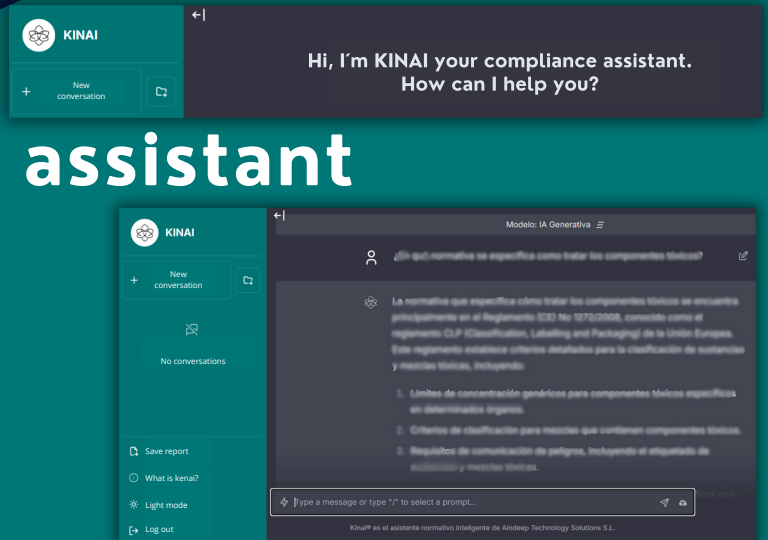 KINAI
Hi, I´m KINAI your compliance assistant.
How can I help you?
New
conversation
assistant
KINAI
New
conversation
No conversations
Save report
What is kenai?
Light mode
Log out
Modelo: IA Generativa
¿En qué normativa se especifica como tratar los componentes tóxicos?
La normativa que especifica cómo tratar los componentes tóxicos se encuentra
principalmente en el Reglamento (CE) No 1272/2008, conocido como el
reglamento CLP (Classification, Labelling and Packaging) de la Unión Europea.
Este reglamento establece criterios detallados para la clasificación de sustancias
y mezclas tóxicas, incluyendo:
1. Límites de concentración genéricos para componentes tóxicos específicos
en determinados órganos.
2. Criterios de clasificación para mezclas que contienen componentes tóxicos.
3. Requisitos de comunicación de peligros, incluyendo el etiquetado de
y mezclas tóxicas.
Type a message or type "/" to select a prompt...
KinaI® es el asistente normativo inteligente de Aindeep Technology Solutions S.L.